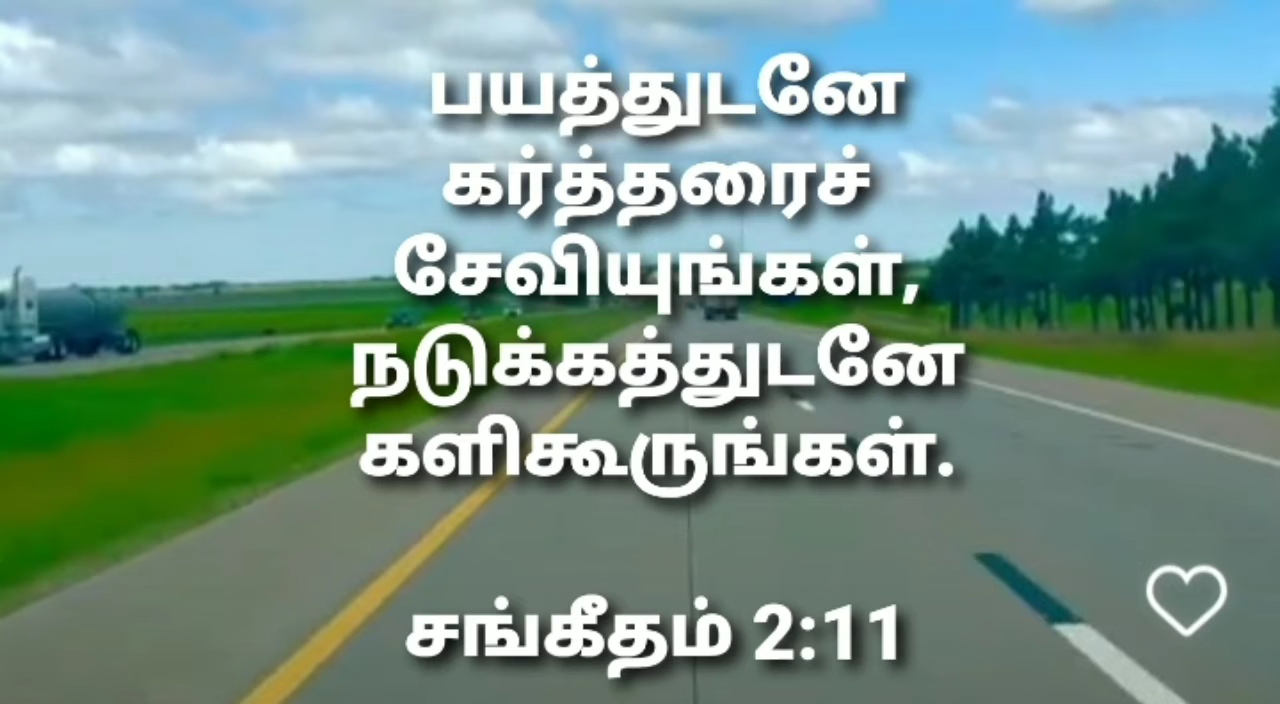 பயத்துடனே
கர்த்தரைச்
சேவியுங்கள்,
நடுக்கத்துடனே
களிகூருங்கள்.
சங்கீதம் 2:11